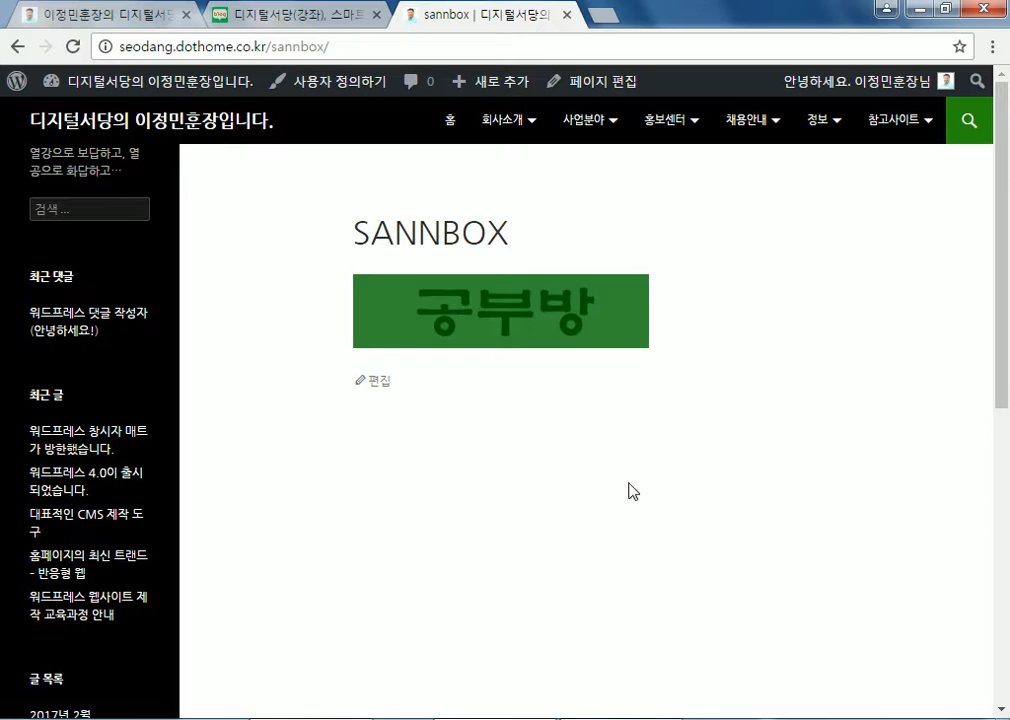 이정민훈장의 디지털서당
디지털서당(강좌), 스마트
sannbox | 디지털서당의
seodang.dothome.co.kr/sannbox/
디지털서당의 이정민훈장입니다.
사용자 정의하기
0
새로 추가
페이지 편집
안녕하세요. 이정민훈장님
디지털서당의 이정민훈장입니다.
홈
회사소개
사업분야
홍보센터
채용안내
정보
참고사이트
열강으로 보답하고, 열
공으로 화답하고…
검색 ...
SANNBOX
공부방
편집
최근 댓글
워드프레스 댓글 작성자
(안녕하세요!)
최근 글
워드프레스 창시자 매트
가 방한했습니다.
워드프레스 4.0이 출시
되었습니다.
대표적인 CMS 제작 도
구
홈페이지의 최신 트랜드
- 반응형 웹
워드프레스 웹사이트 제
작 교육과정 안내
글 목록
2017년 2월